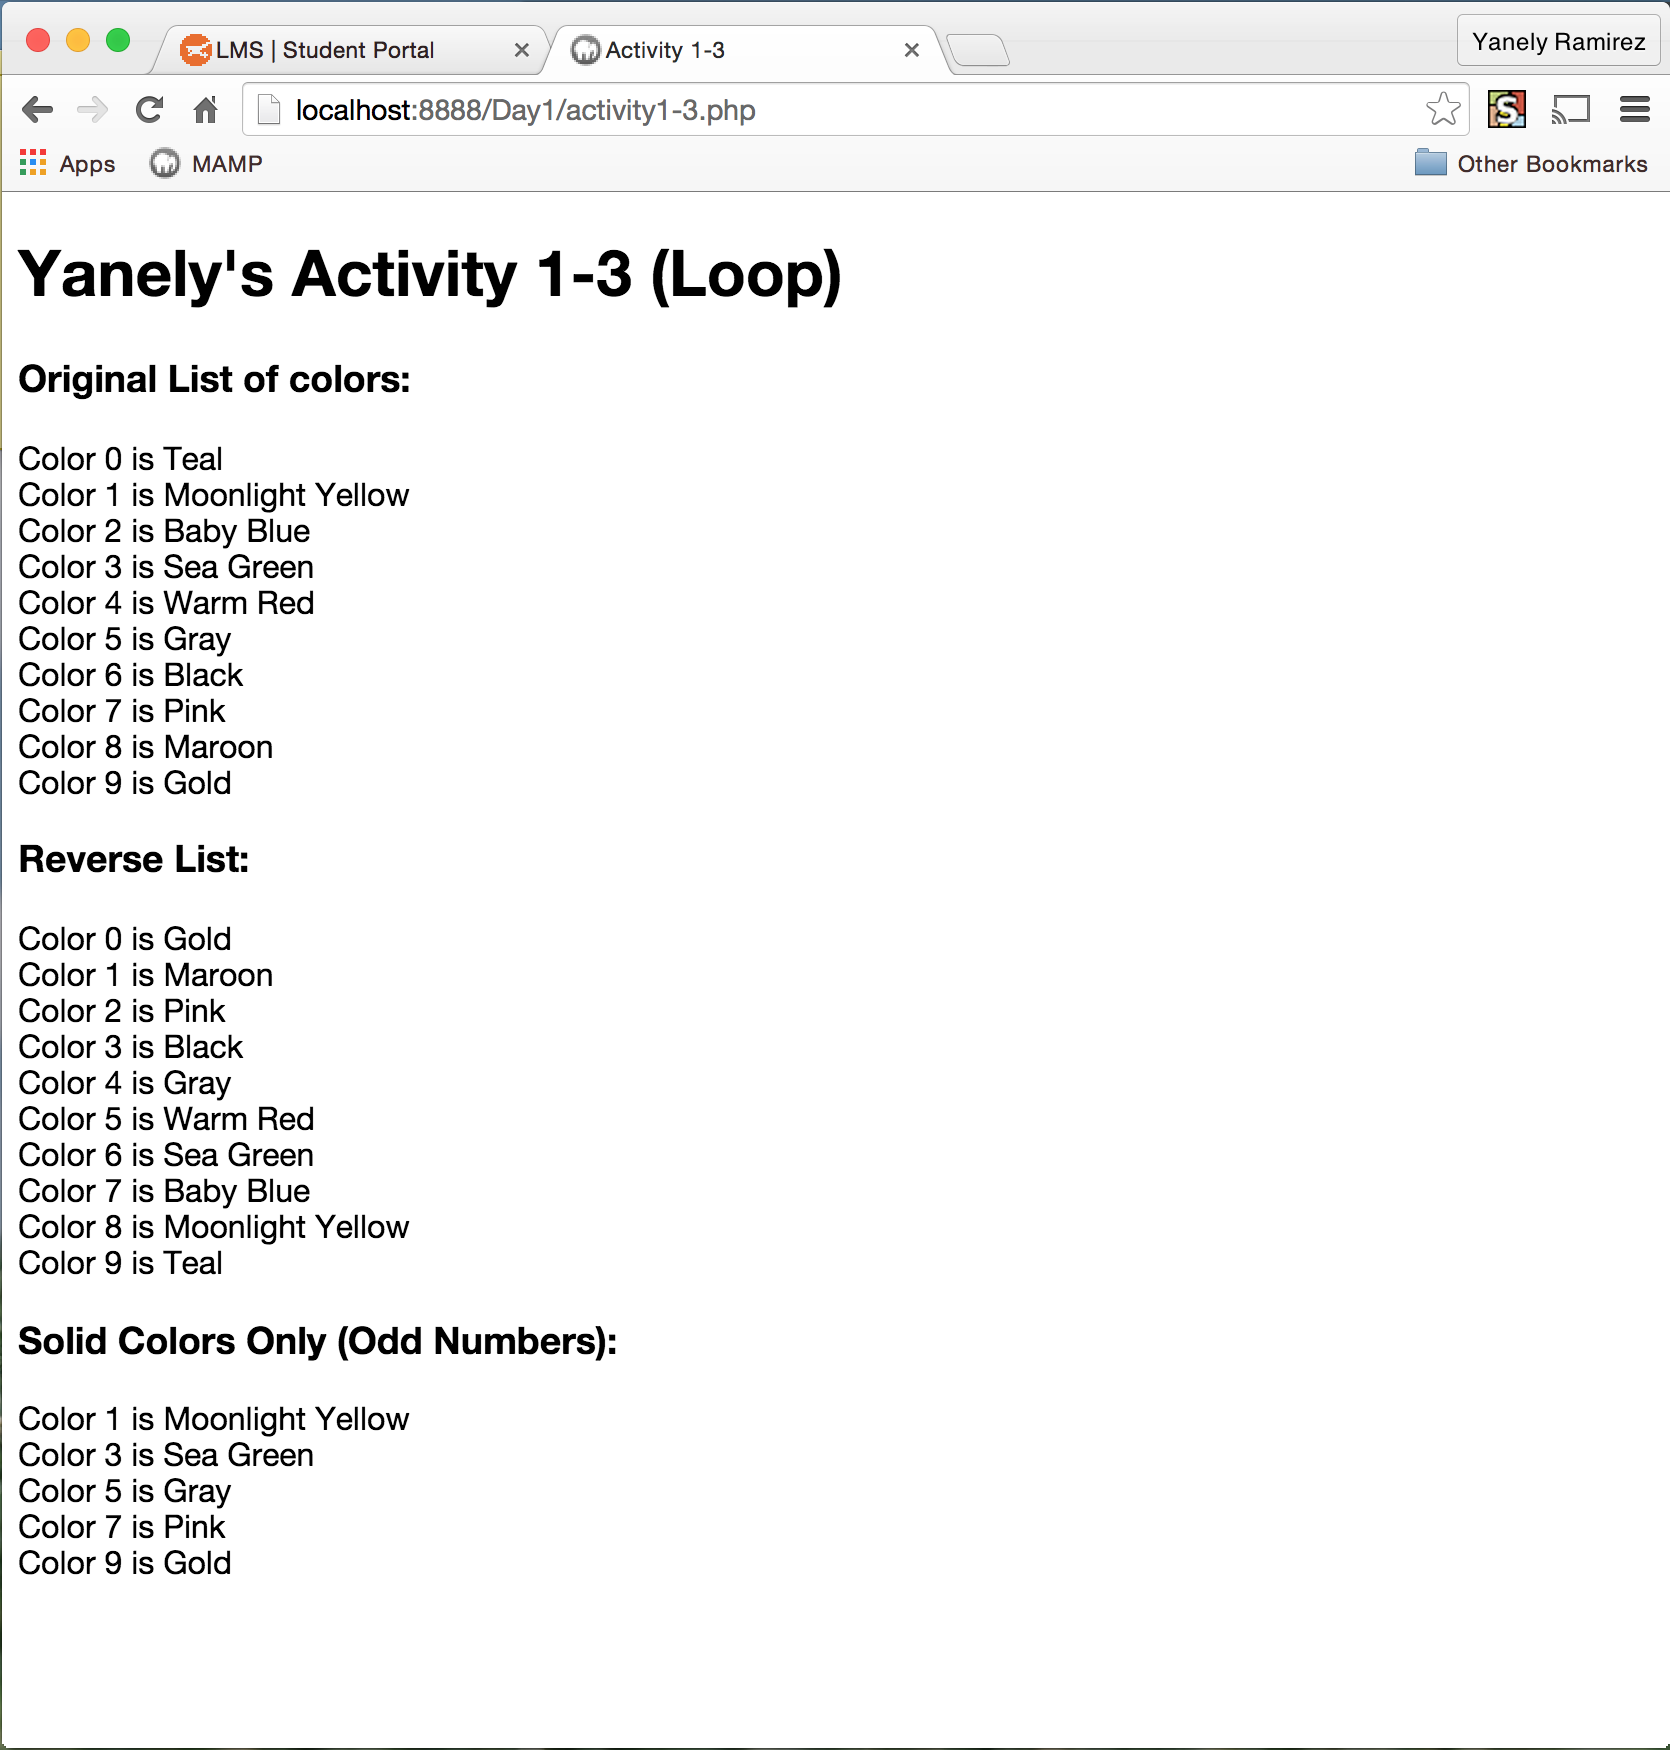 LMS | Student Portal
Activity 1-3
Yanely Ramirez
localhost:8888/Day1/activity1-3.php
Apps
MAMP
Other Bookmarks
Yanely's Activity 1-3 (Loop)
Original List of colors:
Color 0 is Teal
Color 1 is Moonlight Yellow
Color 2 is Baby Blue
Color 3 is Sea Green
Color 4 is Warm Red
Color 5 is Gray
Color 6 is Black
Color 7 is Pink
Color 8 is Maroon
Color 9 is Gold
Reverse List:
Color 0 is Gold
Color 1 is Maroon
Color 2 is Pink
Color 3 is Black
Color 4 is Gray
Color 5 is Warm Red
Color 6 is Sea Green
Color 7 is Baby Blue
Color 8 is Moonlight Yellow
Color 9 is Teal
Solid Colors Only (Odd Numbers):
Color 1 is Moonlight Yellow
Color 3 is Sea Green
Color 5 is Gray
Color 7 is Pink
Color 9 is Gold